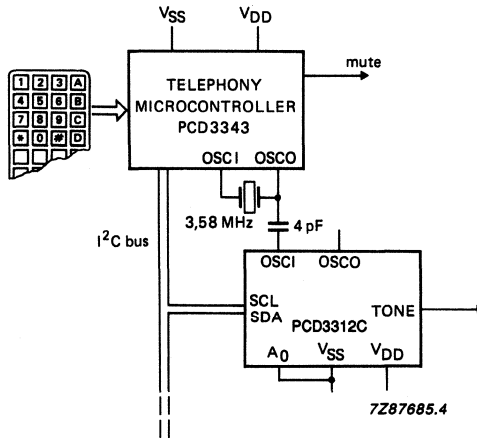 VSS VDD
mute
1 2 3 A
4 5 6 B
7 8 9 C
* 0 # D
TELEPHONY
MICROCONTROLLER
PCD3343
OSCI OSCO
3,58 MHz
4 pF
I²C bus
OSCI OSCO
SCL
SDA
TONE
PCD3312C
A0 VSS VDD
7Z87685.4